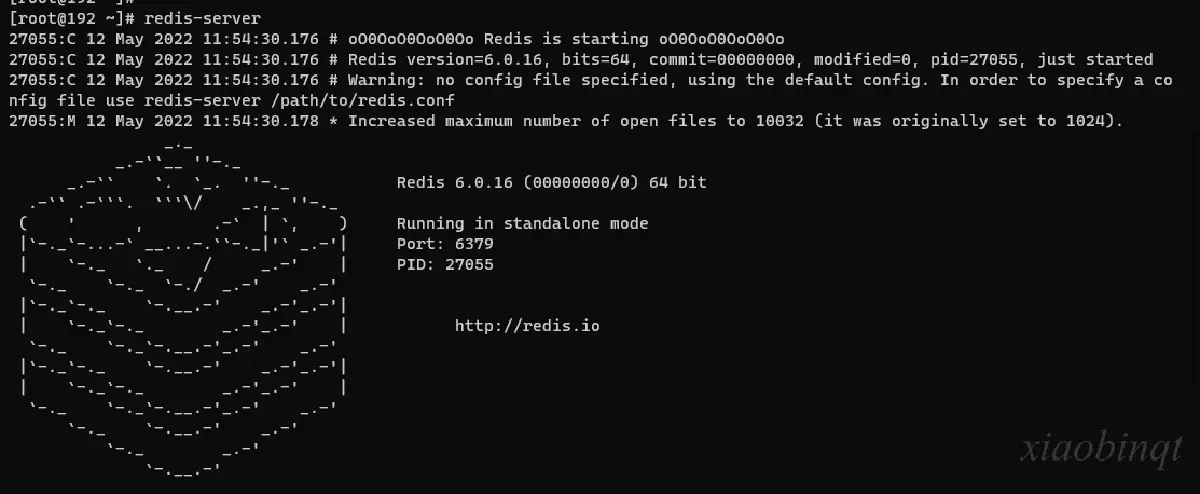 [root@192 ~]#
[root@192 ~]# redis-server
27055:C 12 May 2022 11:54:30.176 # oO0OoO0OoO0Oo Redis is starting oO0OoO0OoO0Oo
27055:C 12 May 2022 11:54:30.176 # Redis version=6.0.16, bits=64, commit=00000000, modified=0, pid=27055, just started
27055:C 12 May 2022 11:54:30.176 # Warning: no config file specified, using the default config. In order to specify a co
nfig file use redis-server /path/to/redis.conf
27055:M 12 May 2022 11:54:30.178 * Increased maximum number of open files to 10032 (it was originally set to 1024).
Redis 6.0.16 (00000000/0) 64 bit
Running in standalone mode
Port: 6379
PID: 27055
http://redis.io
xiaobinqt